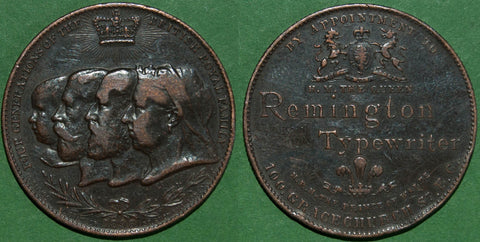 FOUR GENERATIONS OF THE BRITISH ROYAL FAMILY
BY APPOINTMENT TO
H.M. THE QUEEN
Remington
Typewriter
100, GRACECHURCH ST. E.C.